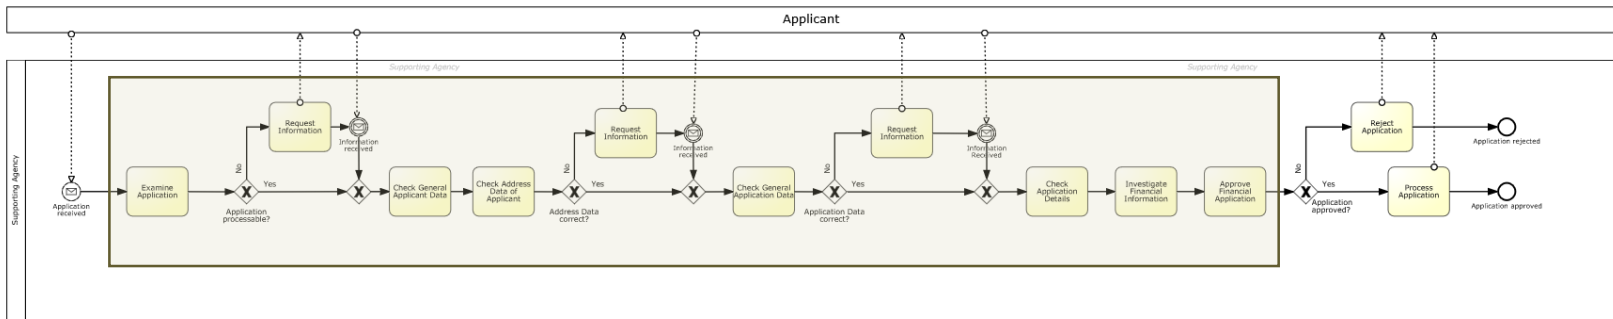 Applicant
Supporting Agency
Supporting Agency
Supporting Agency
Application
received
Examine
Application
Application
processable?
No
Yes
Request
Information
Information
received
Check General
Applicant Data
Check Address
Data of
Applicant
Address Data
correct?
No
Yes
Request
Information
Information
received
Check General
Application Data
Application Data
correct?
No
Yes
Request
Information
Information
Received
Check
Application
Details
Investigate
Financial
Information
Approve
Financial
Application
Application
approved?
No
Yes
Reject
Application
Application rejected
Process
Application
Application approved